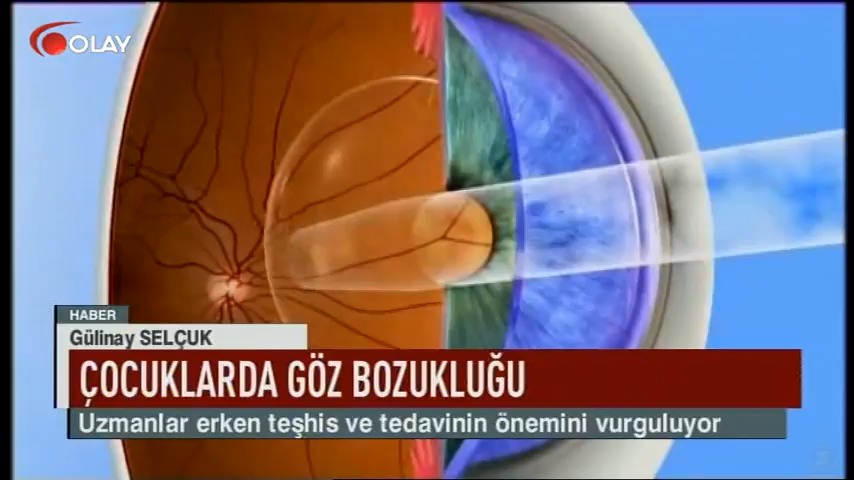 OLAY
HABER
Gülinay SELÇUK
ÇOCUKLARDA GÖZ BOZUKLUĞU
Uzmanlar erken teşhis ve tedavinin önemini vurguluyor